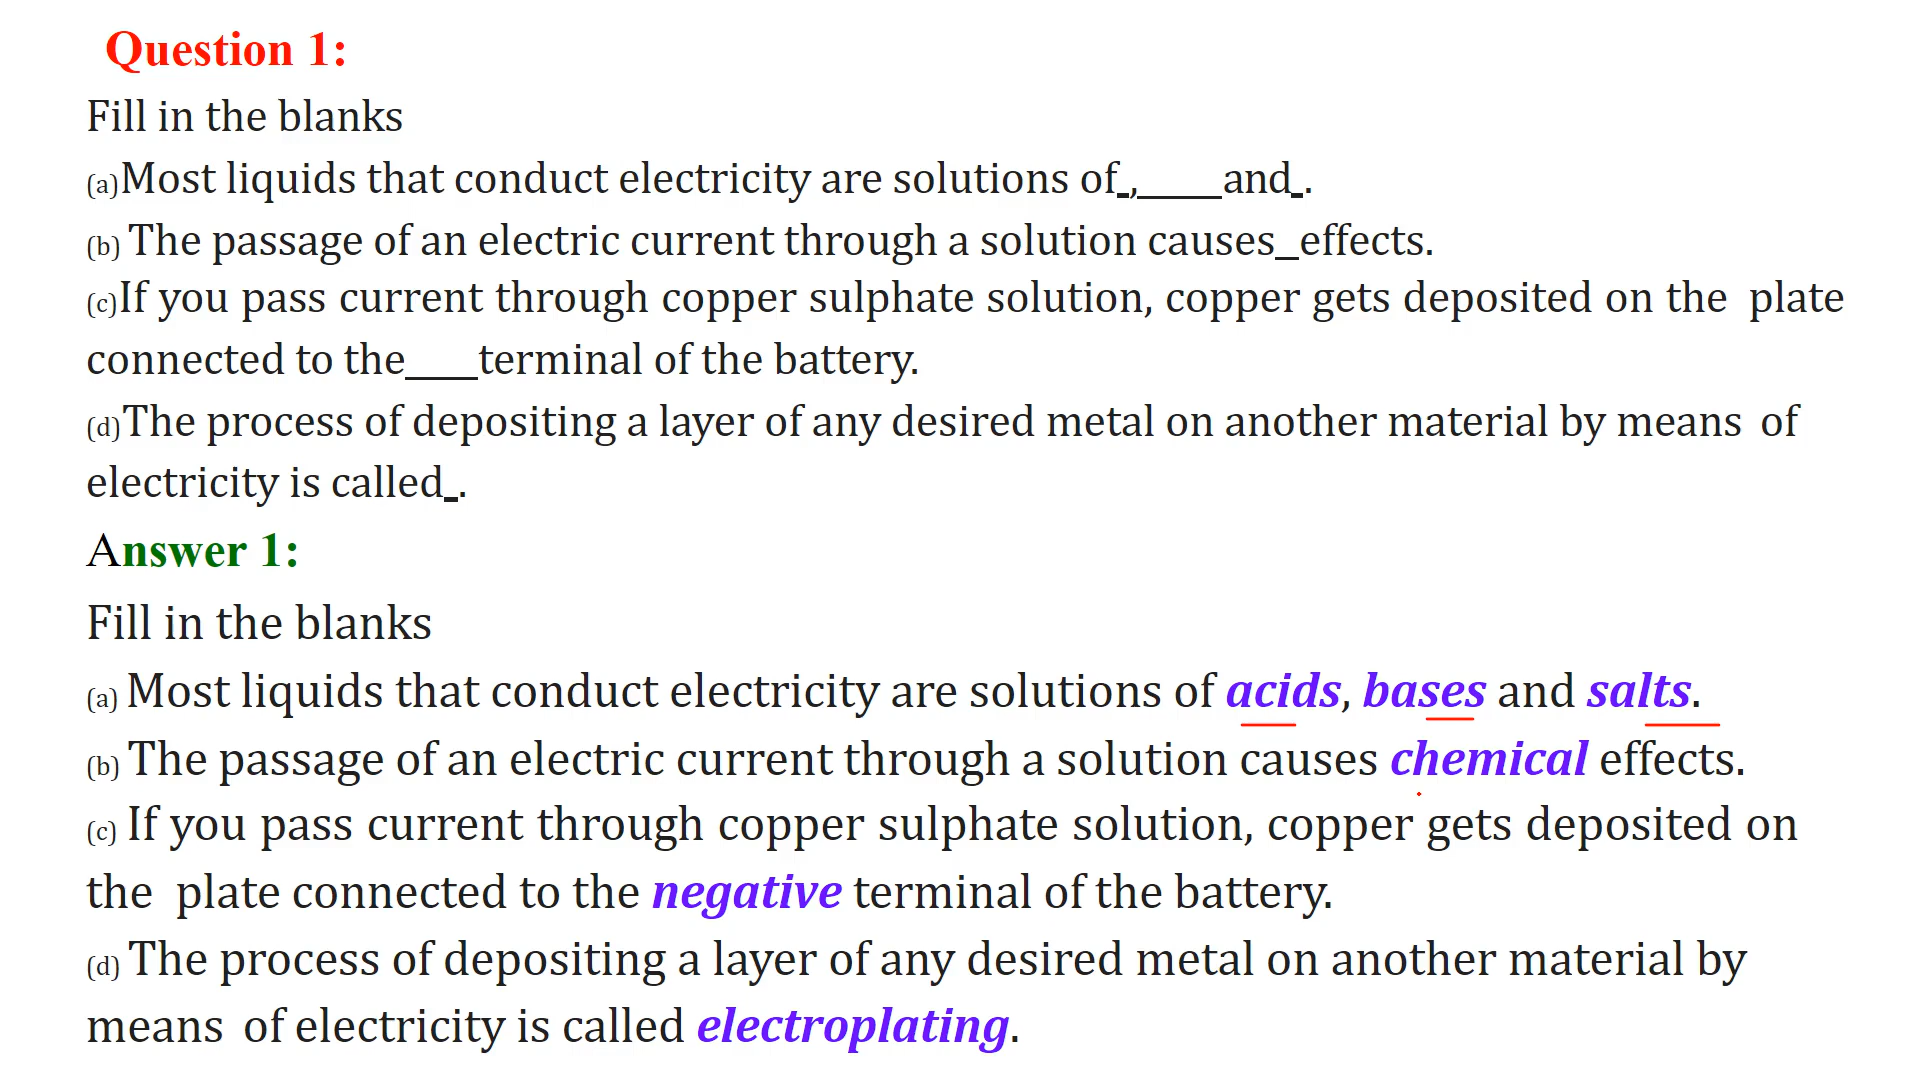 Question 1:
Fill in the blanks
(a)Most liquids that conduct electricity are solutions of_,____and_.
(b) The passage of an electric current through a solution causes_effects.
(c)If you pass current through copper sulphate solution, copper gets deposited on the plate
connected to the___terminal of the battery.
(d)The process of depositing a layer of any desired metal on another material by means of
electricity is called_.
Answer 1:
Fill in the blanks
(a) Most liquids that conduct electricity are solutions of acids, bases and salts.
(b) The passage of an electric current through a solution causes chemical effects.
(c) If you pass current through copper sulphate solution, copper gets deposited on
the plate connected to the negative terminal of the battery.
(d) The process of depositing a layer of any desired metal on another material by
means of electricity is called electroplating.